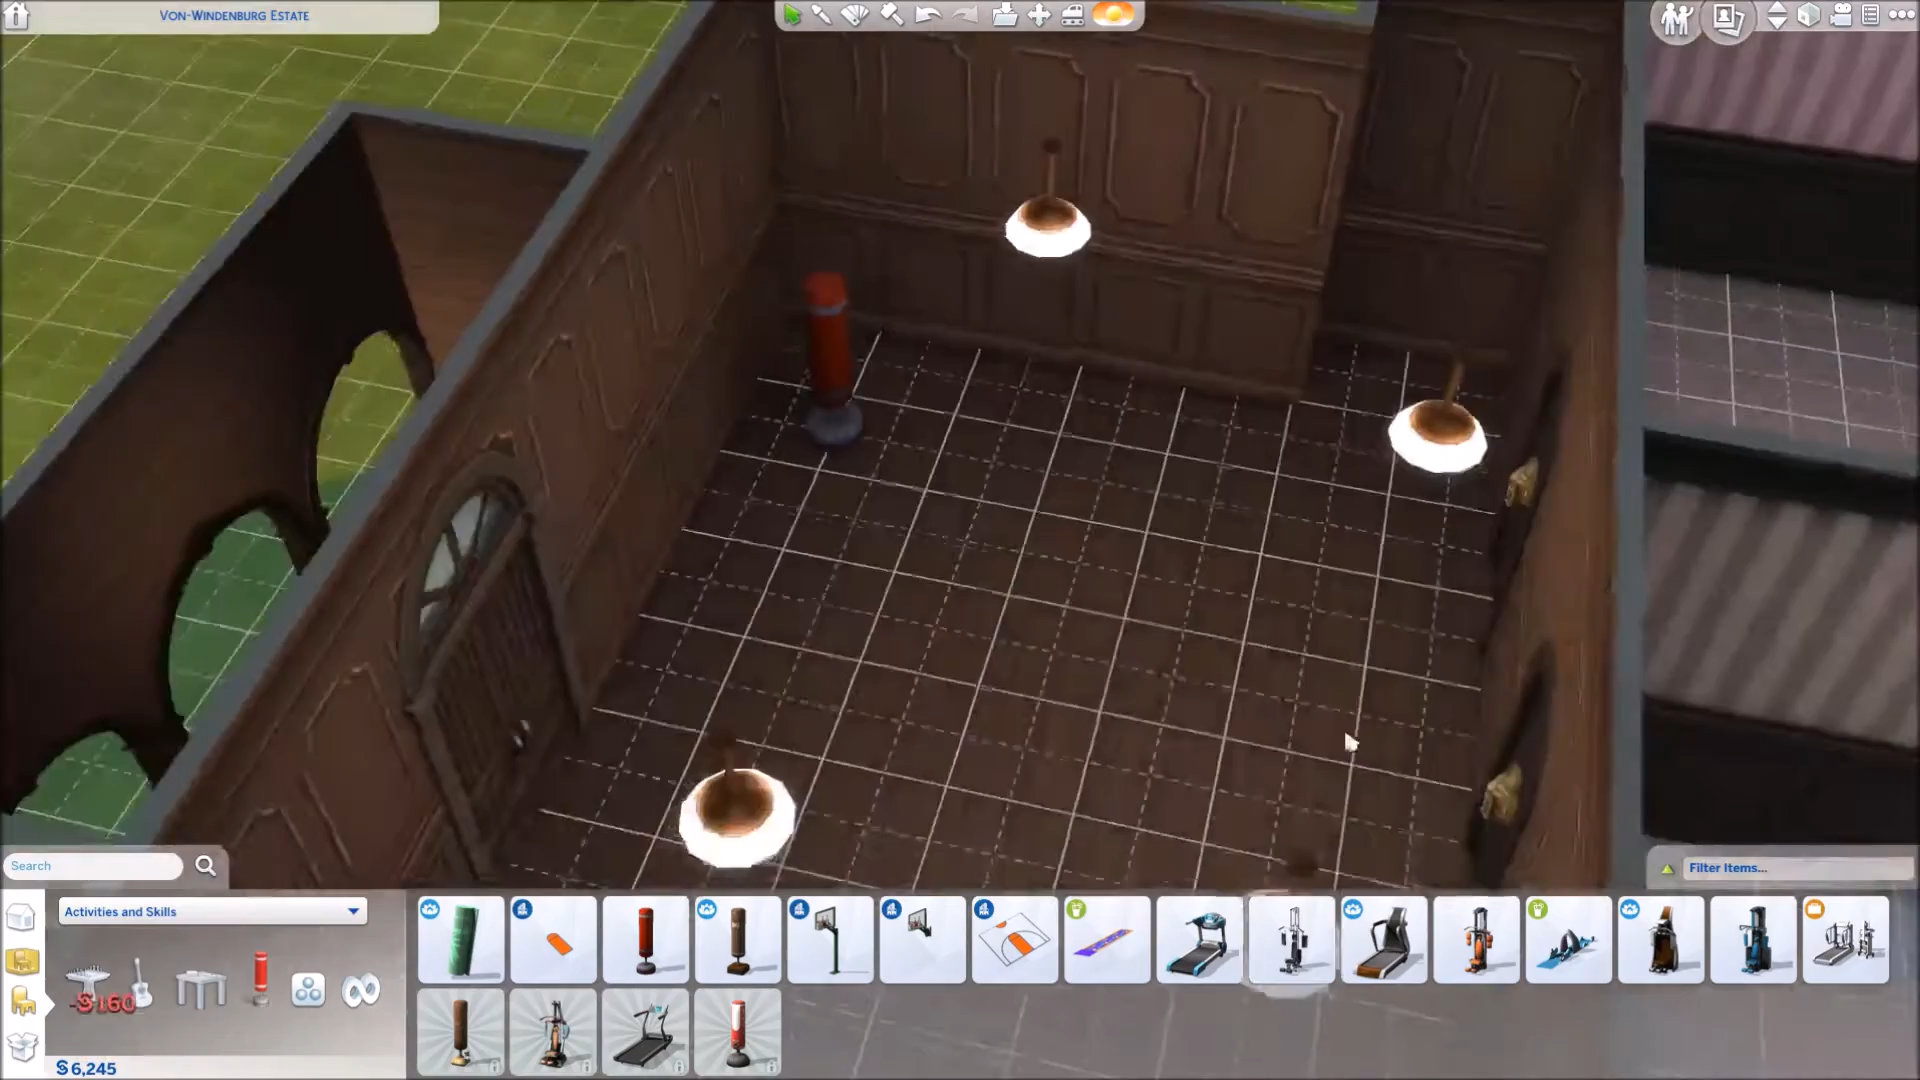 Von-Windenburg Estate
Search
Filter Items...
Activities and Skills
-§160
§6,245